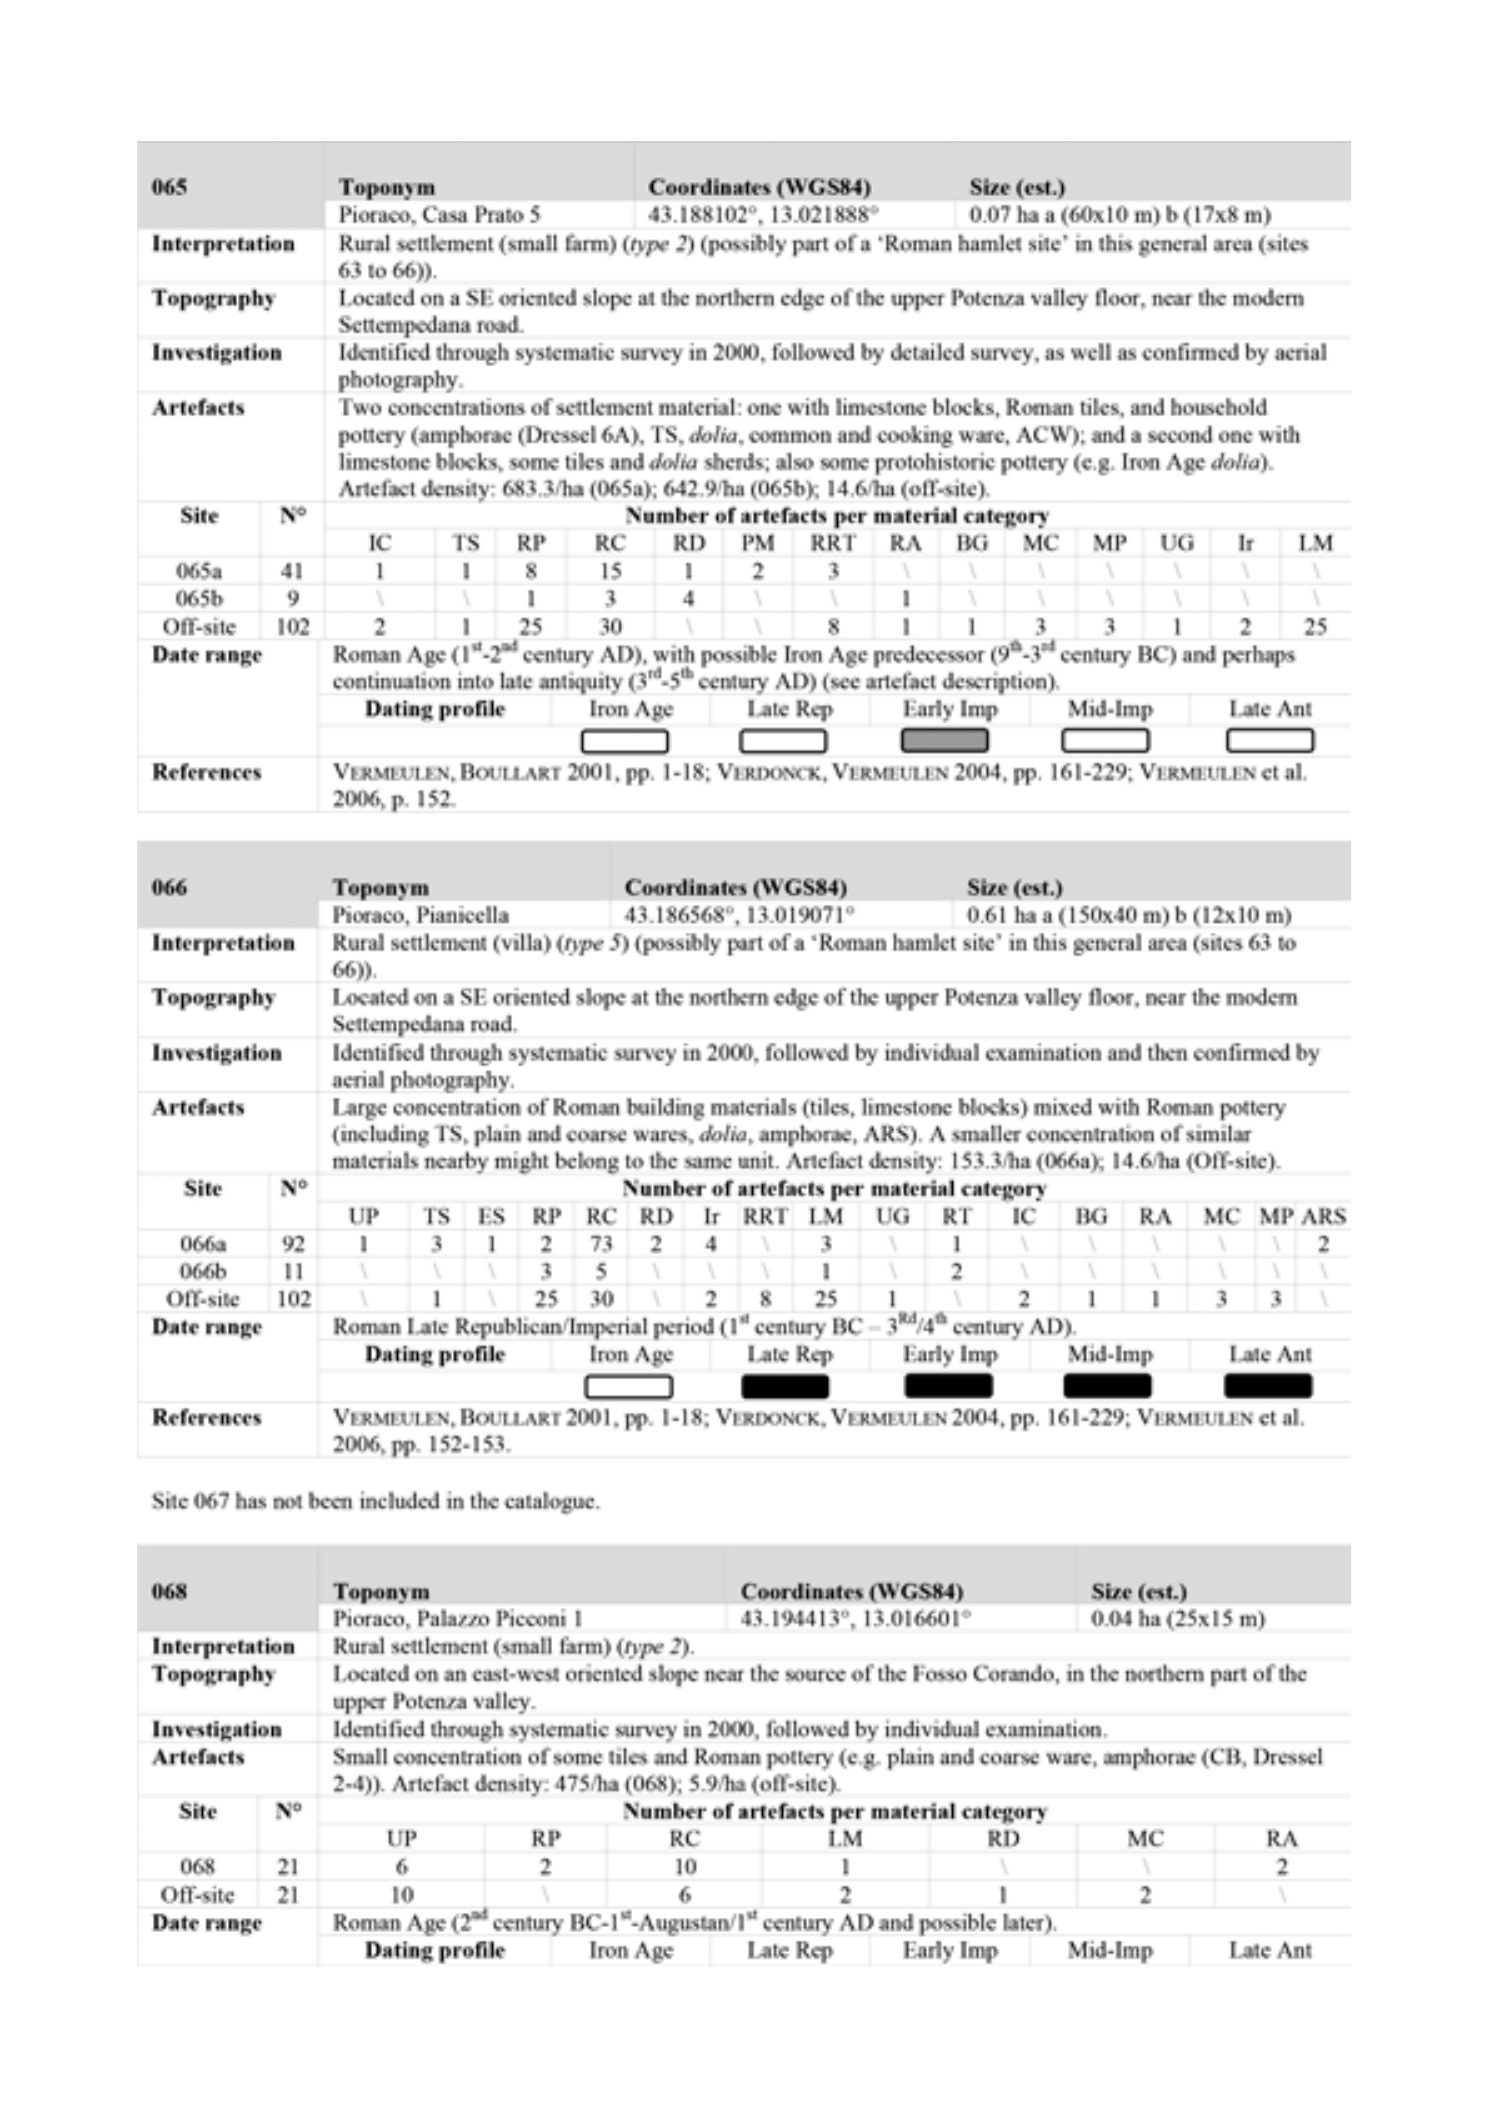 065 Toponym Coordinates (WGS84) Size (est.)
Pioraco, Casa Prato 5 43.188102°, 13.021888° 0.07 ha a (60x10 m) b (17x8 m)
Interpretation Rural settlement (small farm) (type 2) (possibly part of a ‘Roman hamlet site’ in this general area (sites
63 to 66)).
Topography Located on a SE oriented slope at the northern edge of the upper Potenza valley floor, near the modern
Settempedana road.
Investigation Identified through systematic survey in 2000, followed by detailed survey, as well as confirmed by aerial
photography.
Artefacts Two concentrations of settlement material: one with limestone blocks, Roman tiles, and household
pottery (amphorae (Dressel 6A), TS, dolia, common and cooking ware, ACW); and a second one with
limestone blocks, some tiles and dolia sherds; also some protohistoric pottery (e.g. Iron Age dolia).
Artefact density: 683.3/ha (065a); 642.9/ha (065b); 14.6/ha (off-site).
Site N° Number of artefacts per material category
IC TS RP RC RD PM RRT RA BG MC MP UG Ir LM
065a 41 1 1 8 15 1 2 3 \ \ \ \ \ \ \
065b 9 \ \ 1 3 4 \ \ 1 \ \ \ \ \ \
Off-site 102 2 1 25 30 \ \ 8 1 1 3 3 1 2 25
Date range Roman Age (1st-2nd century AD), with possible Iron Age predecessor (9th-3rd century BC) and perhaps
continuation into late antiquity (3rd-5th century AD) (see artefact description).
Dating profile Iron Age Late Rep Early Imp Mid-Imp Late Ant
References VERMEULEN, BOULLART 2001, pp. 1-18; VERDONCK, VERMEULEN 2004, pp. 161-229; VERMEULEN et al.
2006, p. 152.
066 Toponym Coordinates (WGS84) Size (est.)
Pioraco, Pianicella 43.186568°, 13.019071° 0.61 ha a (150x40 m) b (12x10 m)
Interpretation Rural settlement (villa) (type 5) (possibly part of a ‘Roman hamlet site’ in this general area (sites 63 to
66)).
Topography Located on a SE oriented slope at the northern edge of the upper Potenza valley floor, near the modern
Settempedana road.
Investigation Identified through systematic survey in 2000, followed by individual examination and then confirmed by
aerial photography.
Artefacts Large concentration of Roman building materials (tiles, limestone blocks) mixed with Roman pottery
(including TS, plain and coarse wares, dolia, amphorae, ARS). A smaller concentration of similar
materials nearby might belong to the same unit. Artefact density: 153.3/ha (066a); 14.6/ha (Off-site).
Site N° Number of artefacts per material category
UP TS ES RP RC RD Ir RRT LM UG RT IC BG RA MC MP ARS
066a 92 1 3 1 2 73 2 4 \ 3 \ 1 \ \ \ \ \ 2
066b 11 \ \ \ 3 5 \ \ \ 1 \ 2 \ \ \ \ \ \
Off-site 102 \ 1 \ 25 30 \ 2 8 25 1 \ 2 1 1 3 3 \
Date range Roman Late Republican/Imperial period (1st century BC – 3Rd/4th century AD).
Dating profile Iron Age Late Rep Early Imp Mid-Imp Late Ant
References VERMEULEN, BOULLART 2001, pp. 1-18; VERDONCK, VERMEULEN 2004, pp. 161-229; VERMEULEN et al.
2006, pp. 152-153.
Site 067 has not been included in the catalogue.
068 Toponym Coordinates (WGS84) Size (est.)
Pioraco, Palazzo Picconi 1 43.194413°, 13.016601° 0.04 ha (25x15 m)
Interpretation Rural settlement (small farm) (type 2).
Topography Located on an east-west oriented slope near the source of the Fosso Corando, in the northern part of the
upper Potenza valley.
Investigation Identified through systematic survey in 2000, followed by individual examination.
Artefacts Small concentration of some tiles and Roman pottery (e.g. plain and coarse ware, amphorae (CB, Dressel
2-4)). Artefact density: 475/ha (068); 5.9/ha (off-site).
Site N° Number of artefacts per material category
UP RP RC LM RD MC RA
068 21 6 2 10 1 \ \ 2
Off-site 21 10 \ 6 2 1 2 \
Date range Roman Age (2nd century BC-1st-Augustan/1st century AD and possible later).
Dating profile Iron Age Late Rep Early Imp Mid-Imp Late Ant